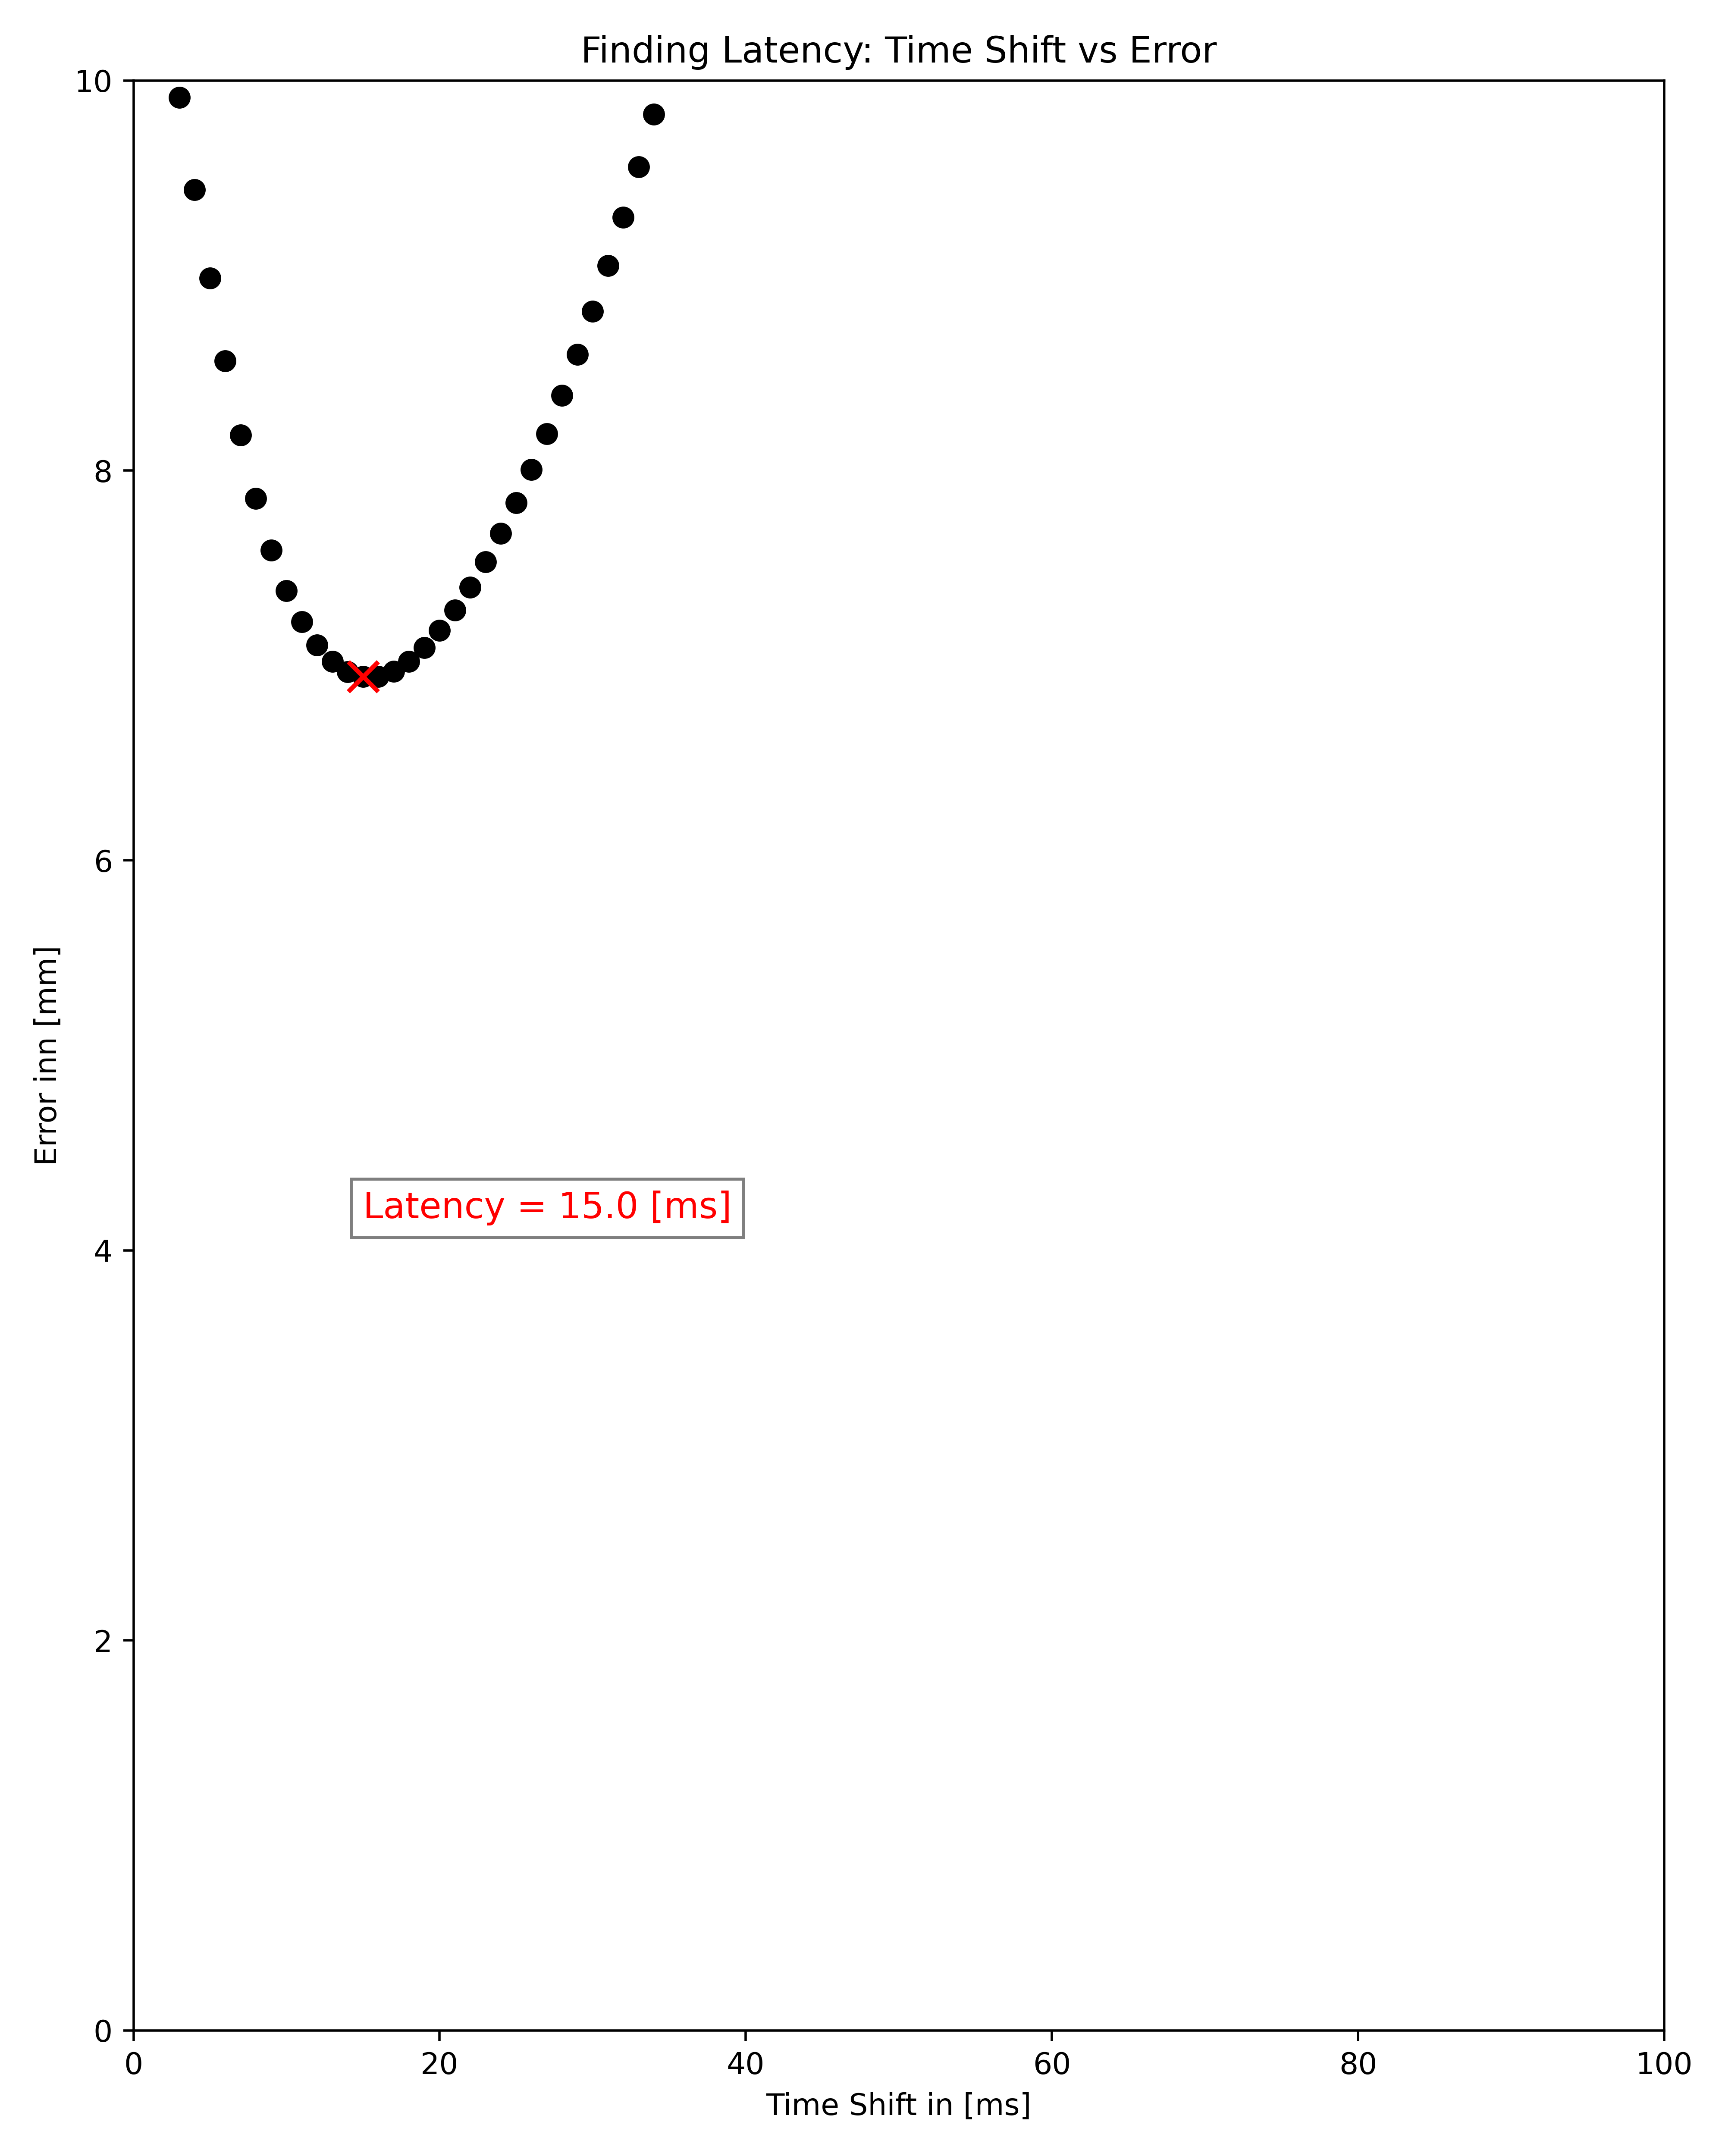 Finding Latency: Time Shift vs Error
10
8
6
4
2
0
Error inn [mm]
Latency = 15.0 [ms]
0 20 40 60 80 100
Time Shift in [ms]